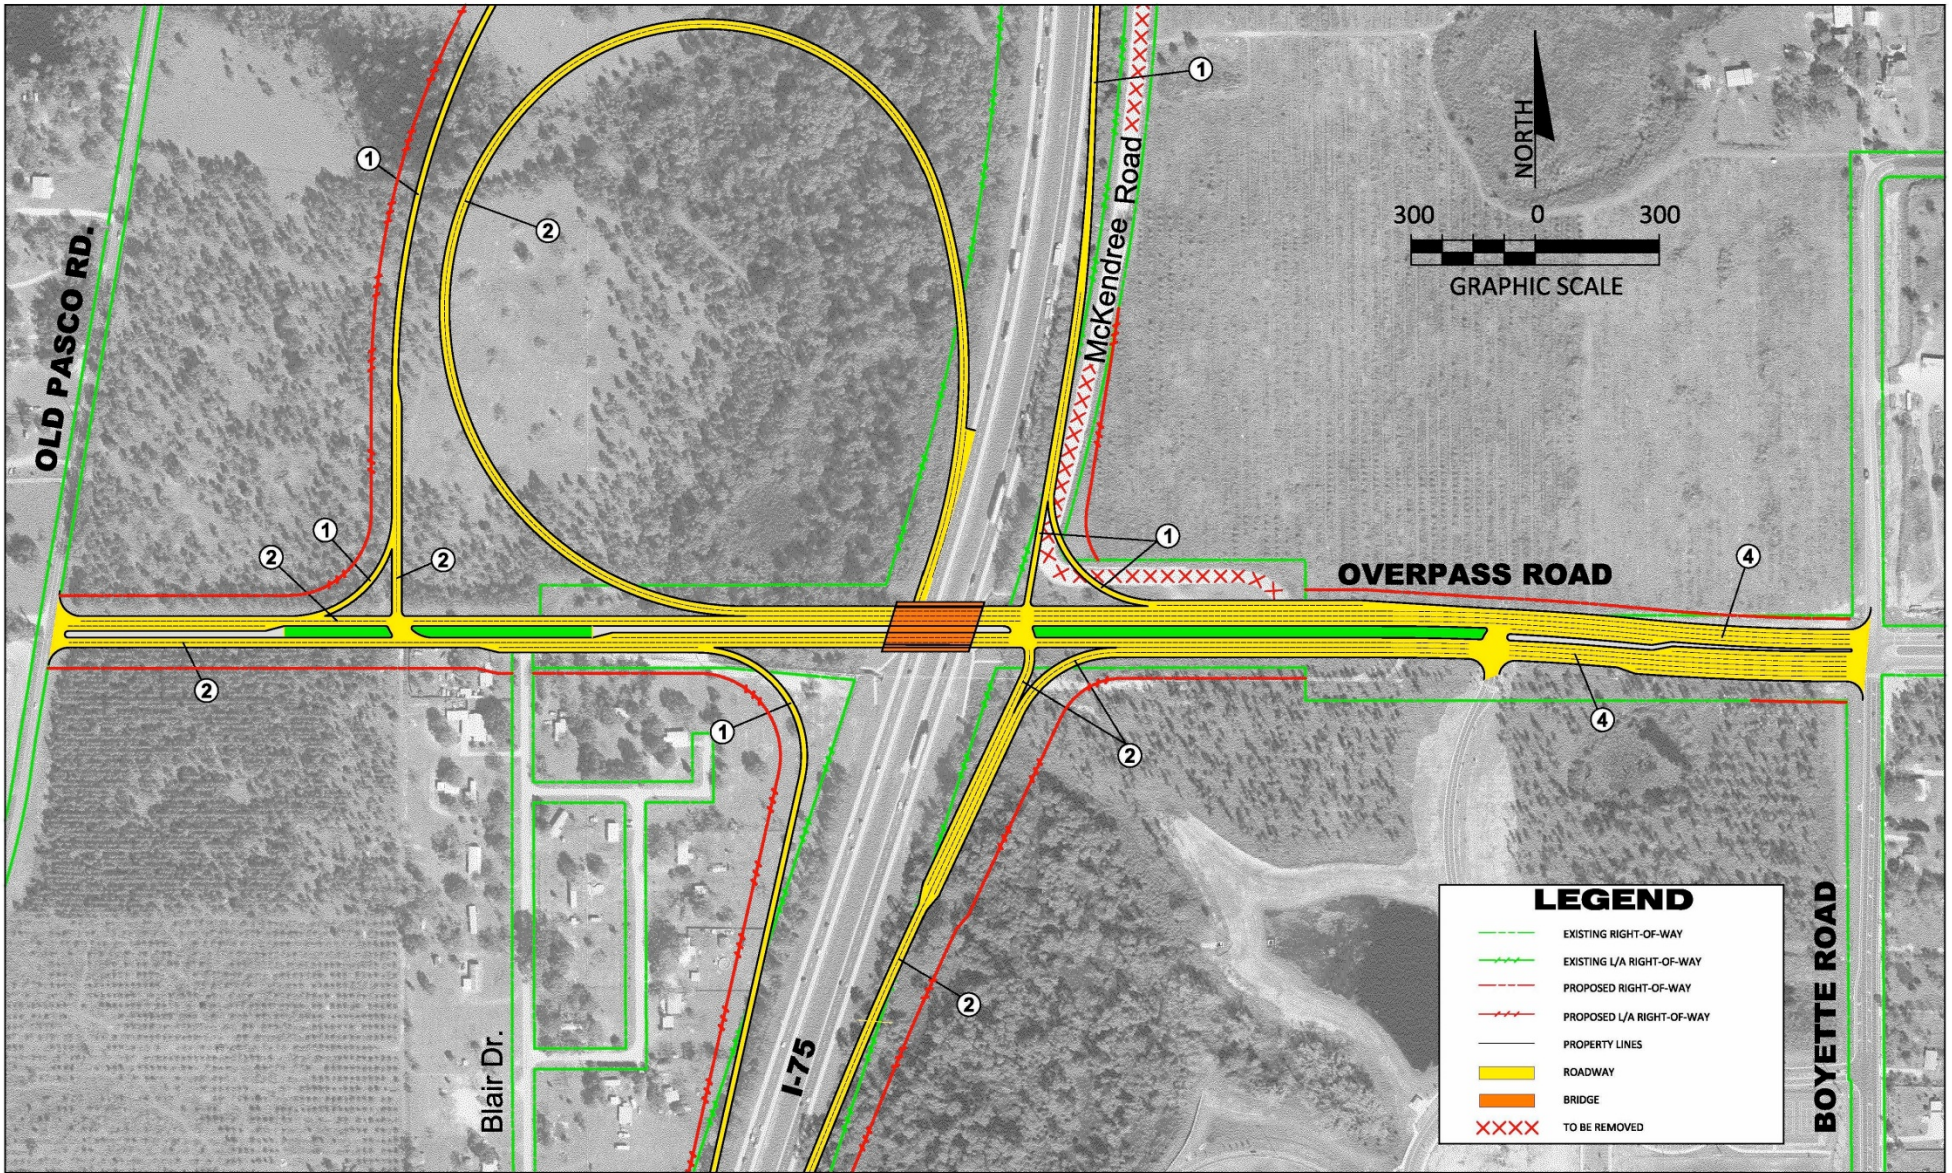 1
1
2
McKendree Road
NORTH
300 0 300
GRAPHIC SCALE
OLD PASCO RD.
1
2
2
1
OVERPASS ROAD
4
2
1
2
4
2
I-75
Blair Dr.
BOYETTE ROAD
LEGEND
EXISTING RIGHT-OF-WAY
EXISTING L/A RIGHT-OF-WAY
PROPOSED RIGHT-OF-WAY
PROPOSED L/A RIGHT-OF-WAY
PROPERTY LINES
ROADWAY
BRIDGE
TO BE REMOVED